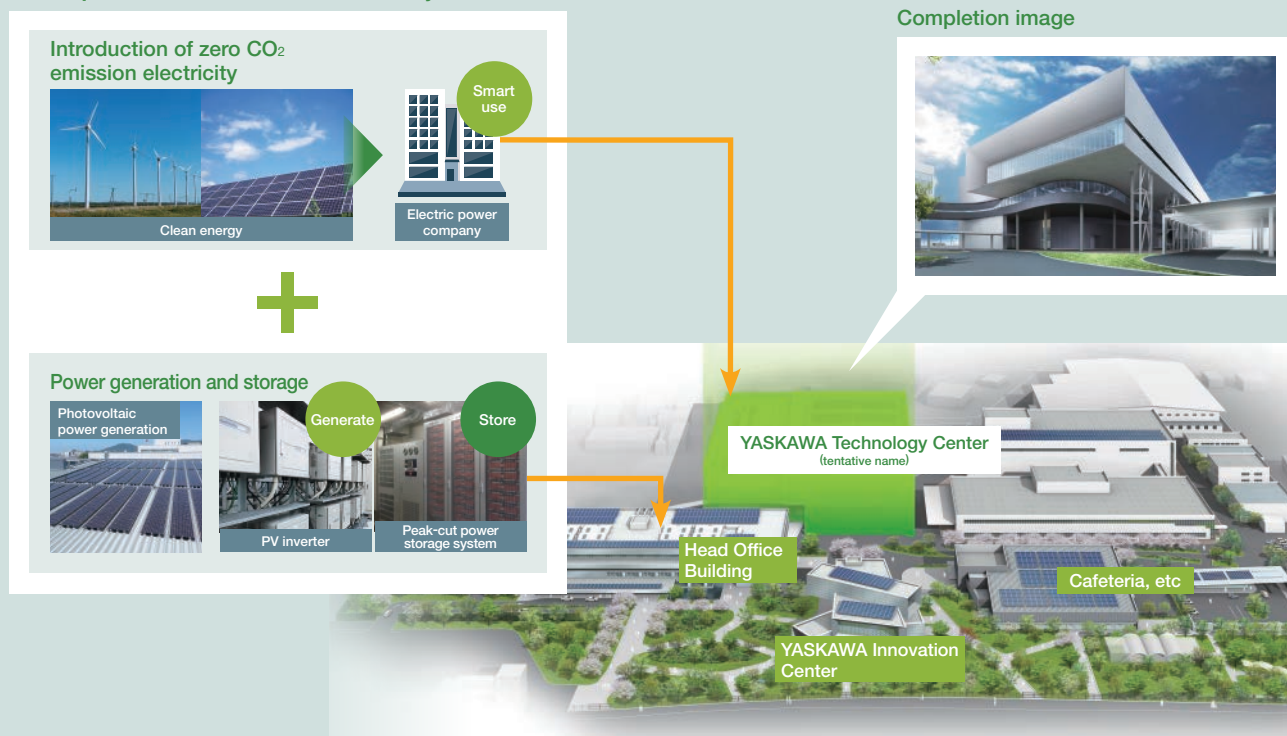 Completion image
Introduction of zero CO2
emission electricity
Smart
use
Clean energy
Electric power
company
Power generation and storage
Photovoltaic
power generation
Generate
Store
PV inverter
Peak-cut power
storage system
YASKAWA Technology Center
(tentative name)
Head Office
Building
Cafeteria, etc
YASKAWA Innovation
Center